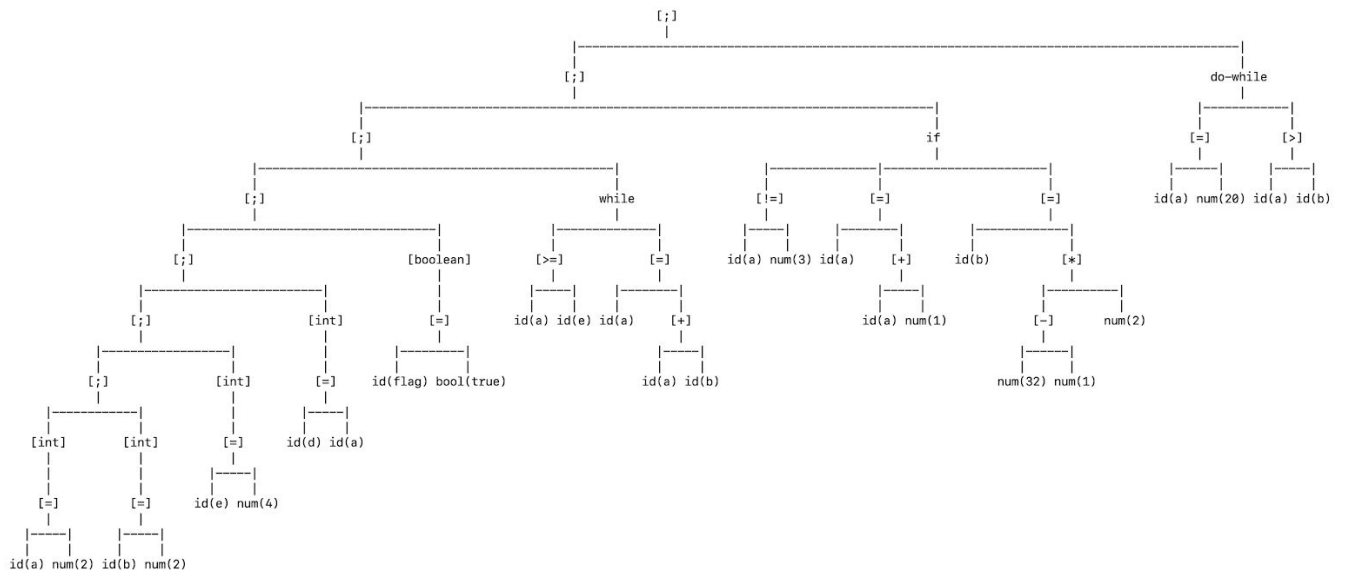 [;]
[;] do-while
[;] if [=] [>]
[;] while [!=] [=] [=] id(a) num(20) id(a) id(b)
[;] [boolean] [>=] [=] id(a) num(3) id(a) [+] id(b) [*]
[;] [int] [=] id(a) id(e) id(a) [+] id(a) num(1) [-] num(2)
[;] [int] [=] id(flag) bool(true) id(a) id(b) num(32) num(1)
[int] [int] [=] id(d) id(a)
[=] [=] id(e) num(4)
id(a) num(2) id(b) num(2)